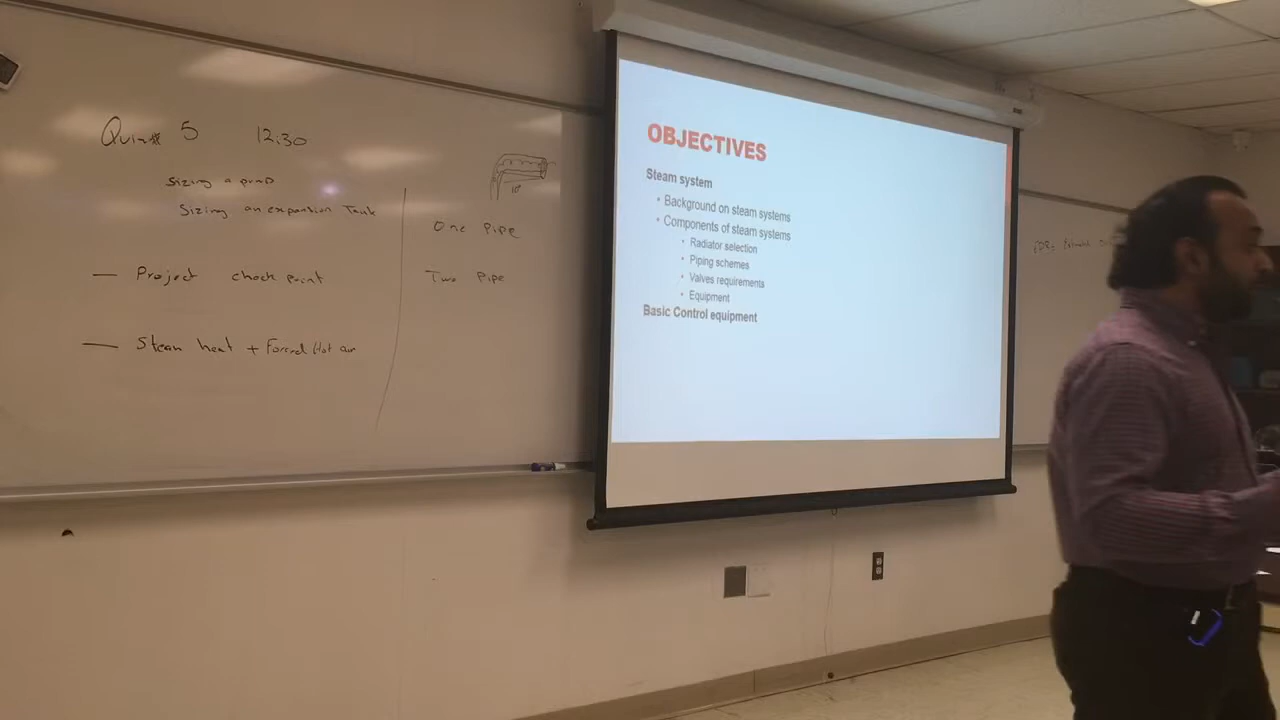 Quiz# 5 12:30
Sizing a pump
Sizing an expansion Tank
— Project check point
— Steam heat + Forced Hot air
10"
One Pipe
Two Pipe
OBJECTIVES
Steam system
• Background on steam systems
• Components of steam systems
• Radiator selection
• Piping schemes
• Valves requirements
• Equipment
Basic Control equipment
EDR=